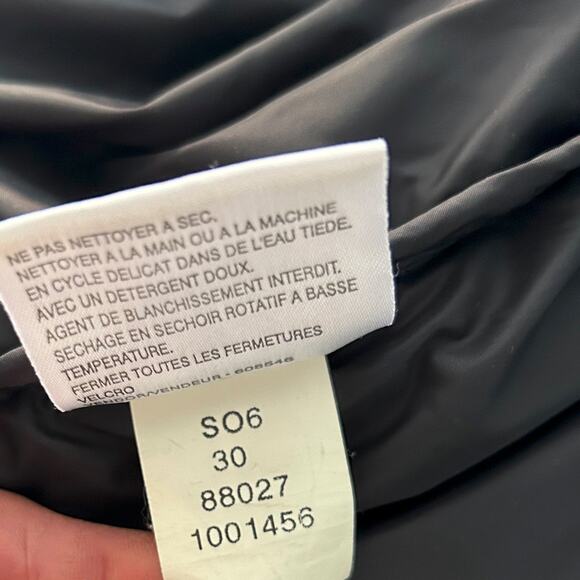 NE PAS NETTOYER A SEC.
NETTOYER A LA MAIN OU A LA MACHINE
EN CYCLE DELICAT DANS DE L'EAU TIEDE.
AVEC UN DETERGENT DOUX.
AGENT DE BLANCHISSEMENT INTERDIT.
SECHAGE EN SECHOIR ROTATIF A BASSE
TEMPERATURE.
FERMER TOUTES LES FERMETURES
VELCRO
SO6
30
88027
1001456